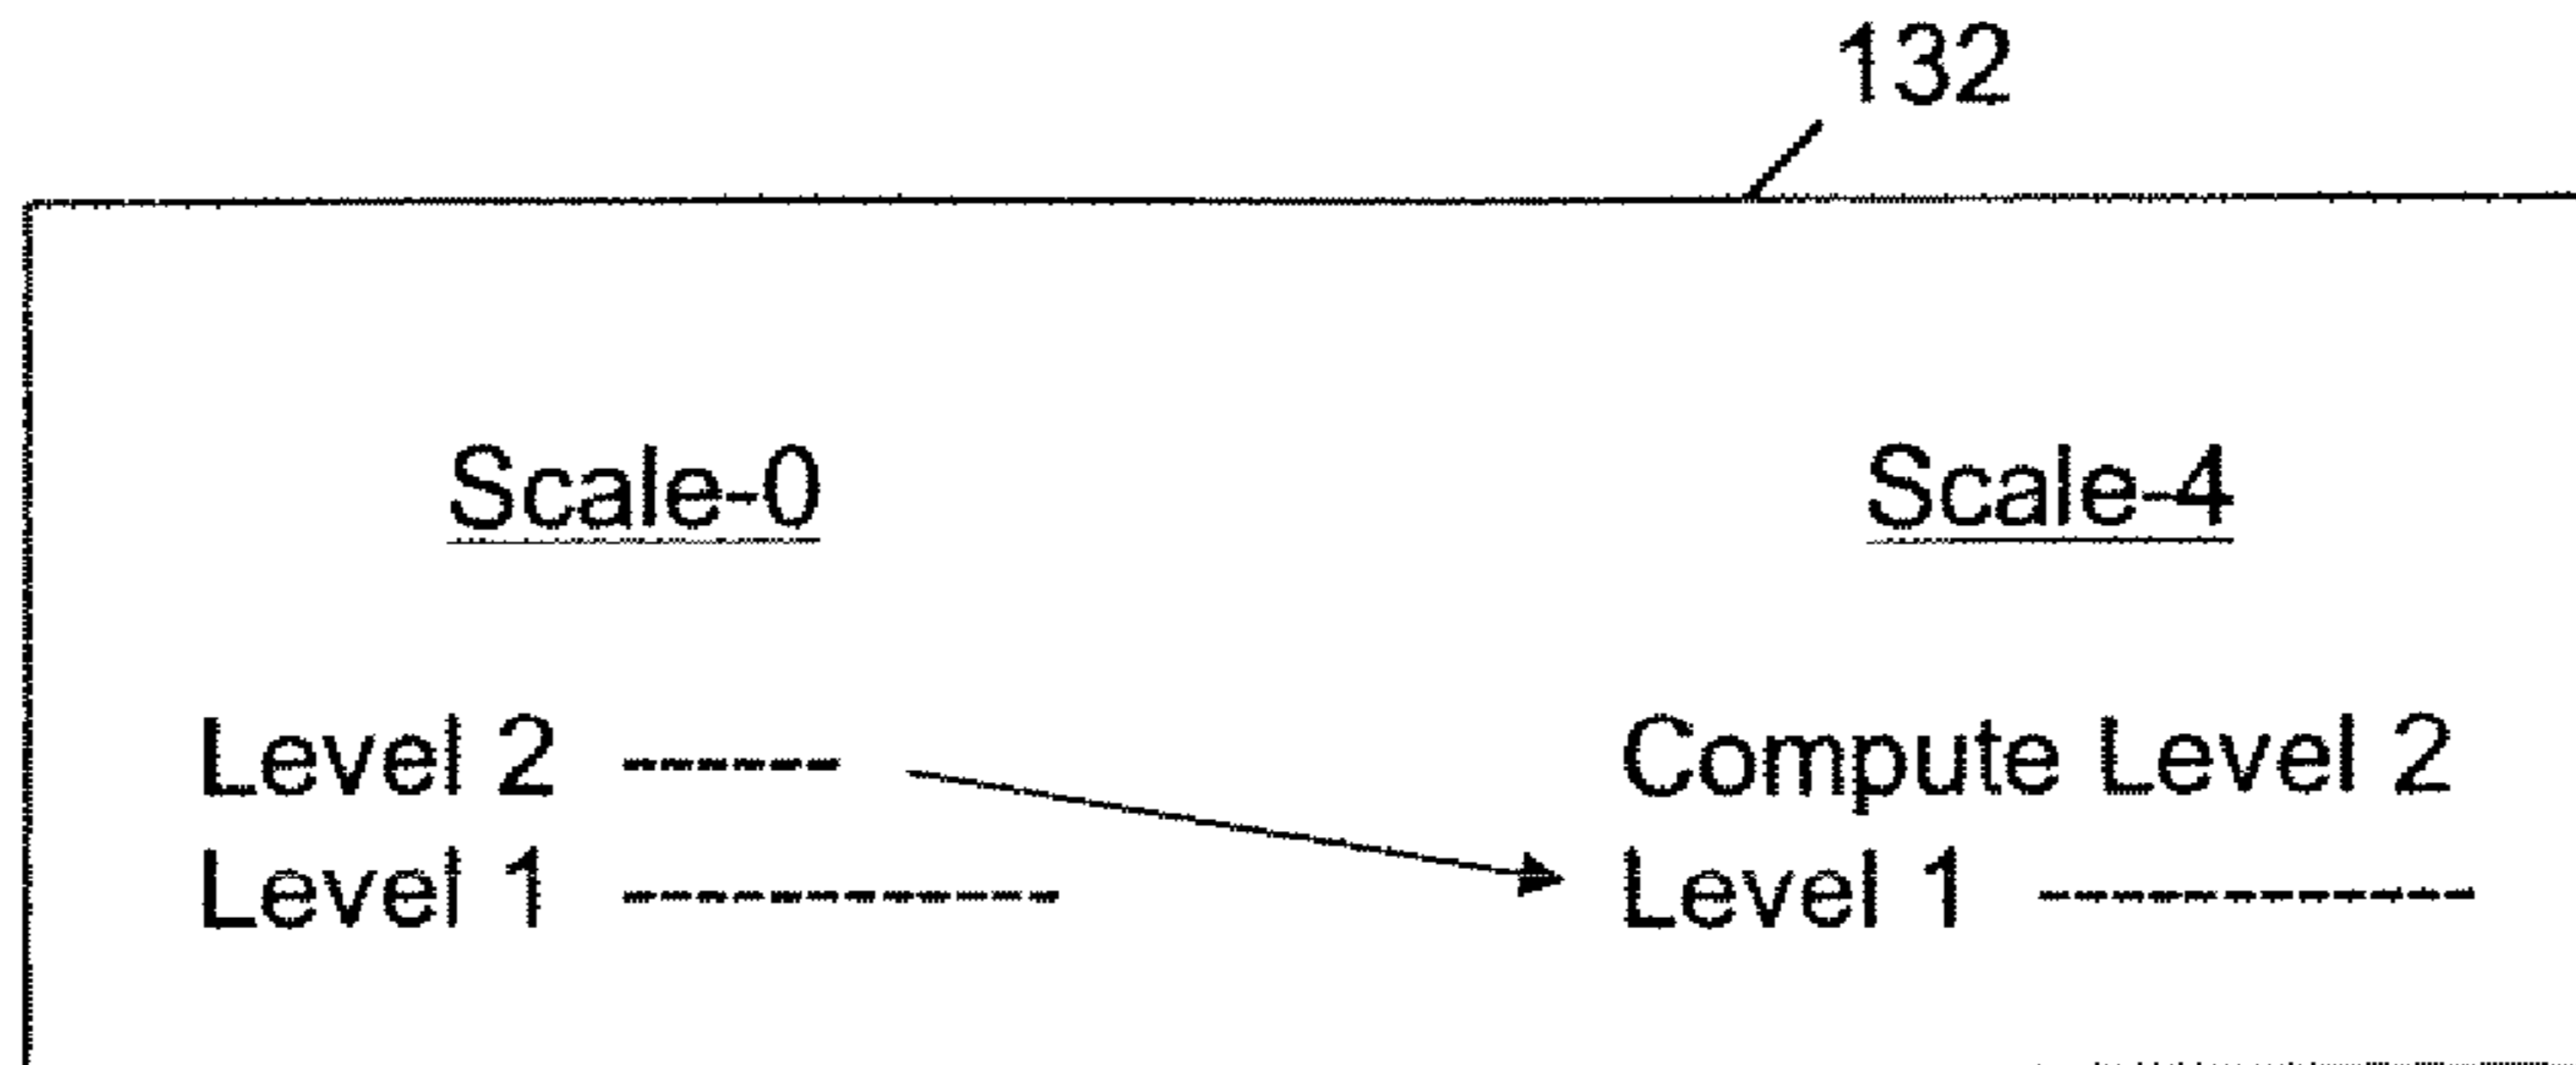 132
Scale-0 Scale-4
Level 2 ------ Compute Level 2
Level 1 ------------ Level 1 ------------